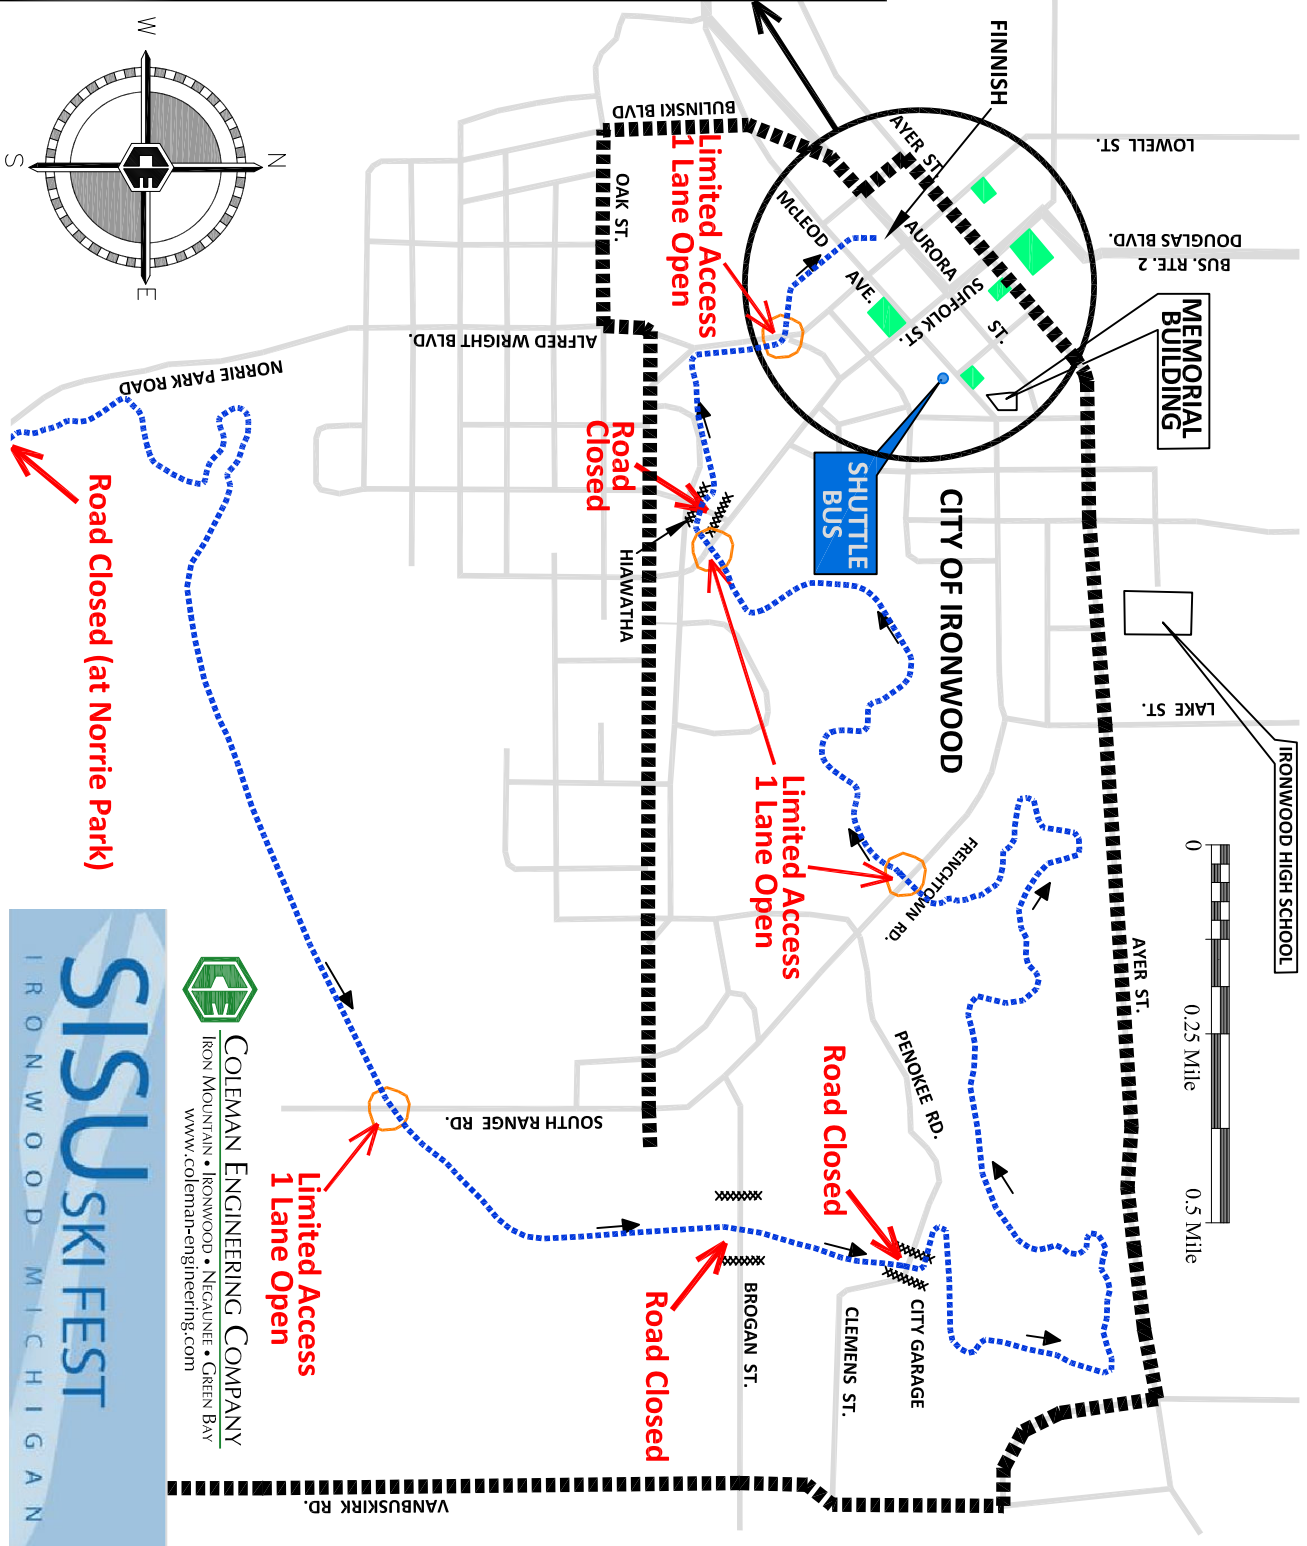 W
N
S
E
FINNISH
BULINSKI BLVD
AYER ST.
LOWELL ST.
DOUGLAS BLVD.
BUS. RTE. 2
MEMORIAL
BUILDING
Limited Access
1 Lane Open
OAK ST.
McLEOD
AVE.
AURORA
ST.
SUFFOLK ST.
ALFRED WRIGHT BLVD.
NORRIE PARK ROAD
Road
Closed
SHUTTLE
BUS
CITY OF IRONWOOD
HIAWATHA
LAKE ST.
IRONWOOD HIGH SCHOOL
Road Closed (at Norrie Park)
Limited Access
1 Lane Open
FRENCHTOWN RD.
0
0.25 Mile
0.5 Mile
AYER ST.
PENOKEE RD.
Road Closed
SOUTH RANGE RD.
Limited Access
1 Lane Open
Road Closed
BROGAN ST.
CLEMENS ST.
CITY GARAGE
VANBUSKIRK RD.
COLEMAN ENGINEERING COMPANY
IRON MOUNTAIN • IRONWOOD • NEGAUNEE • GREEN BAY
www.coleman-engineering.com
SISU SKI FEST
IRONWOOD MICHIGAN